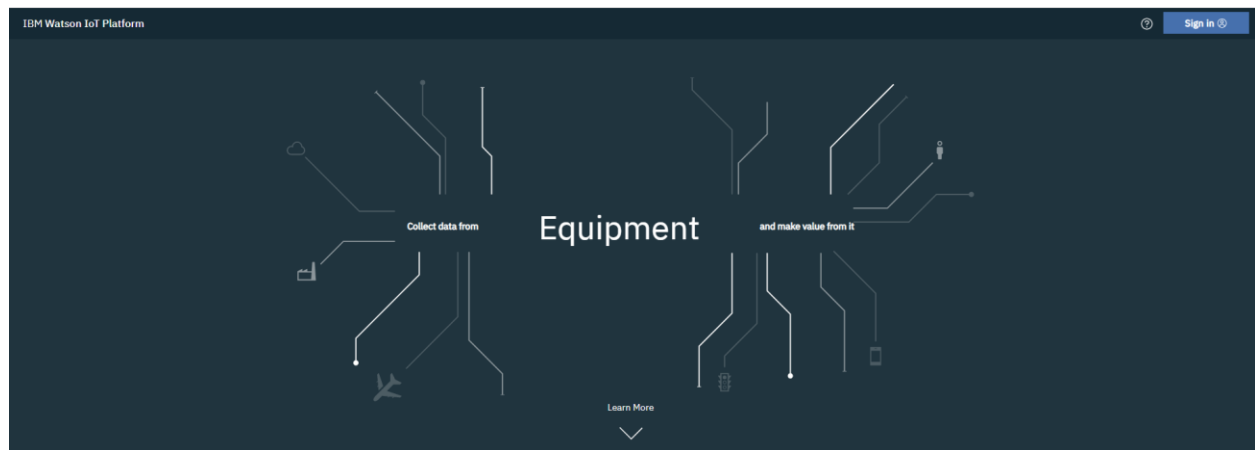 IBM Watson IoT Platform
Sign in
Collect data from
Equipment
and make value from it
Learn More